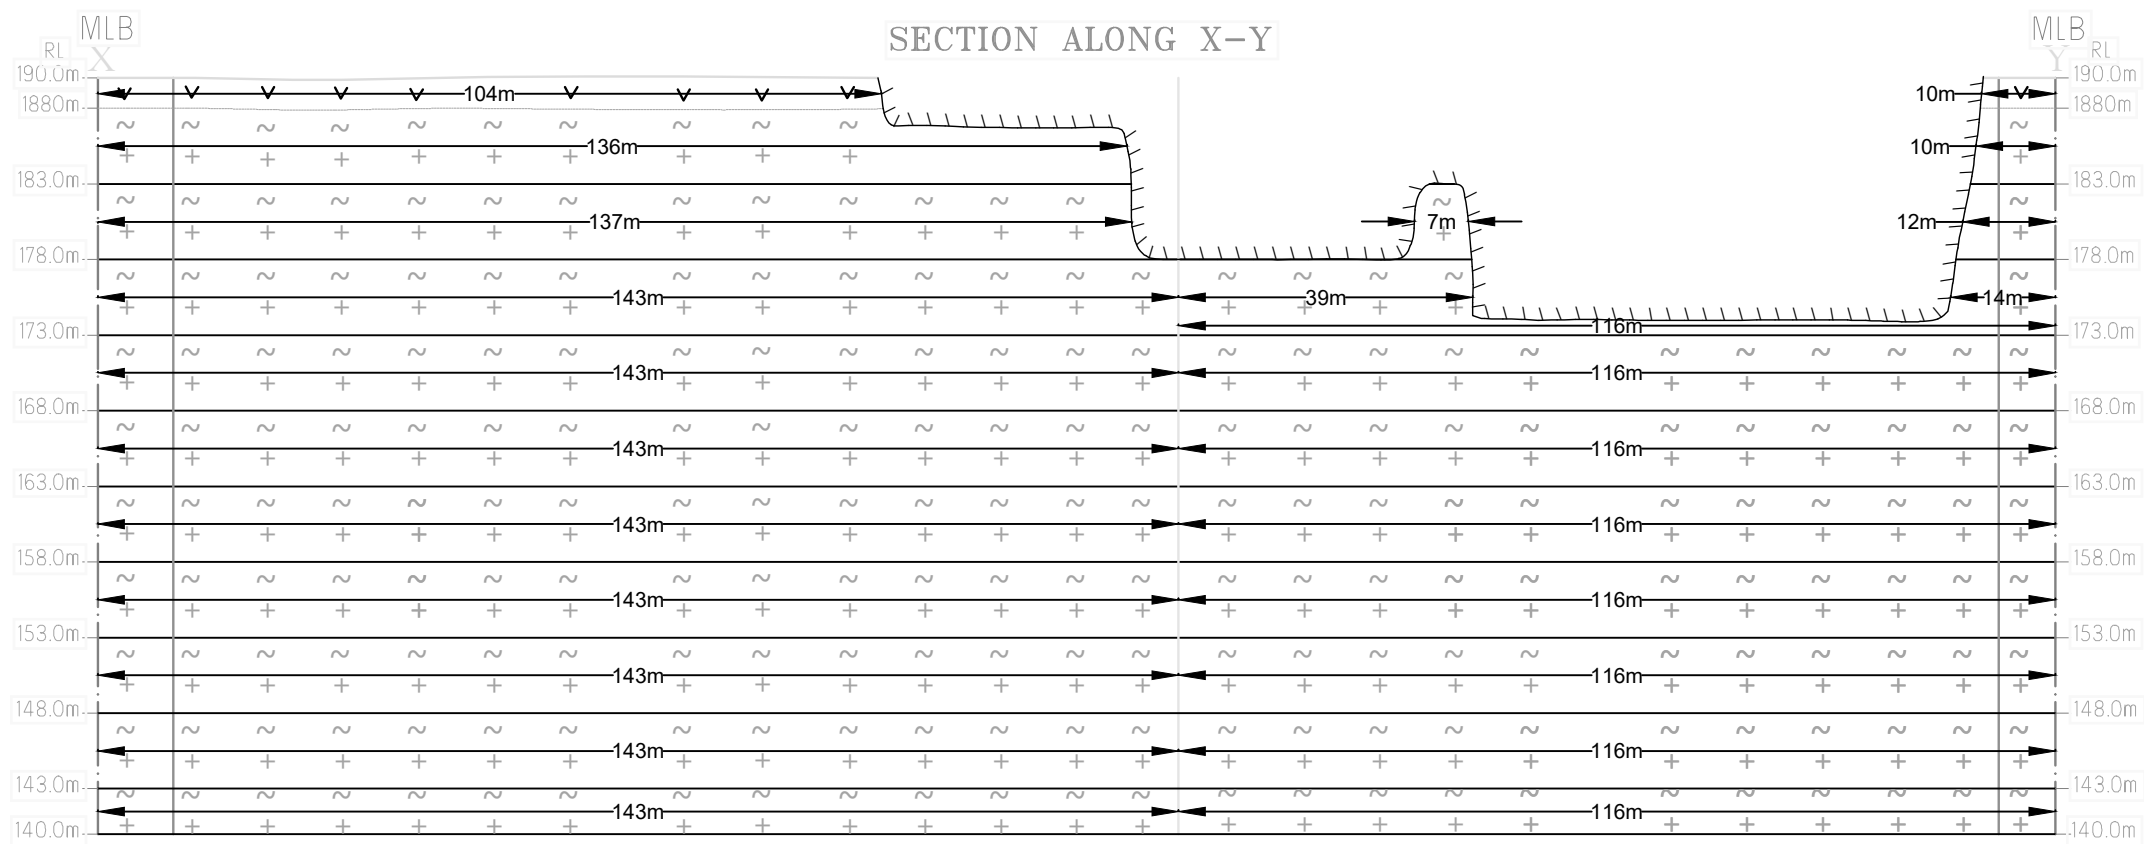 MLB MLB
SECTION ALONG X-Y
RL X Y RL
190.0m 190.0m
104m 10m
1880m 1880m
136m 10m
183.0m 183.0m
137m 7m 12m
178.0m 178.0m
143m 39m 14m
116m
173.0m 173.0m
143m 116m
168.0m 168.0m
143m 116m
163.0m 163.0m
143m 116m
158.0m 158.0m
143m 116m
153.0m 153.0m
143m 116m
148.0m 148.0m
143m 116m
143.0m 143.0m
143m 116m
140.0m 140.0m